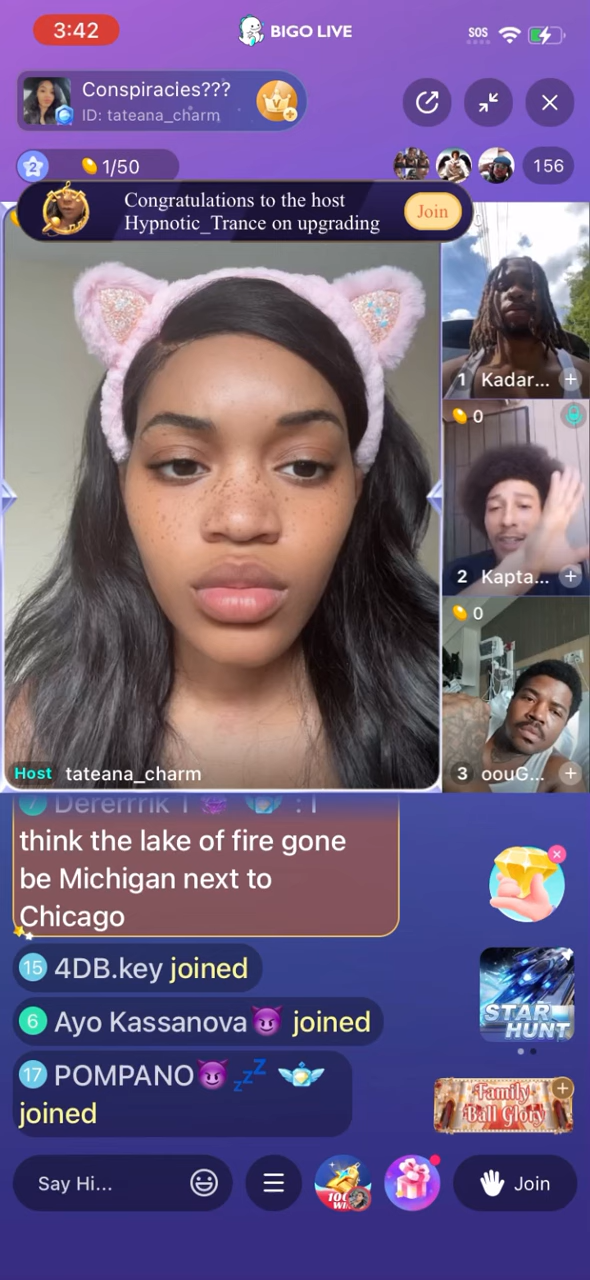 3:42
BIGO LIVE
SOS
Conspiracies???
ID: tateana_charm
V
2
1/50
156
Congratulations to the host
Hypnotic_Trance on upgrading
Join
1 Kadar...
0
2 Kapta...
0
3 oouG...
Host tateana_charm
think the lake of fire gone
be Michigan next to
Chicago
15 4DB.key joined
6 Ayo Kassanova😈 joined
17 POMPANO😈 💤
joined
STAR
HUNT
Family
Ball Glory
Say Hi...
Join